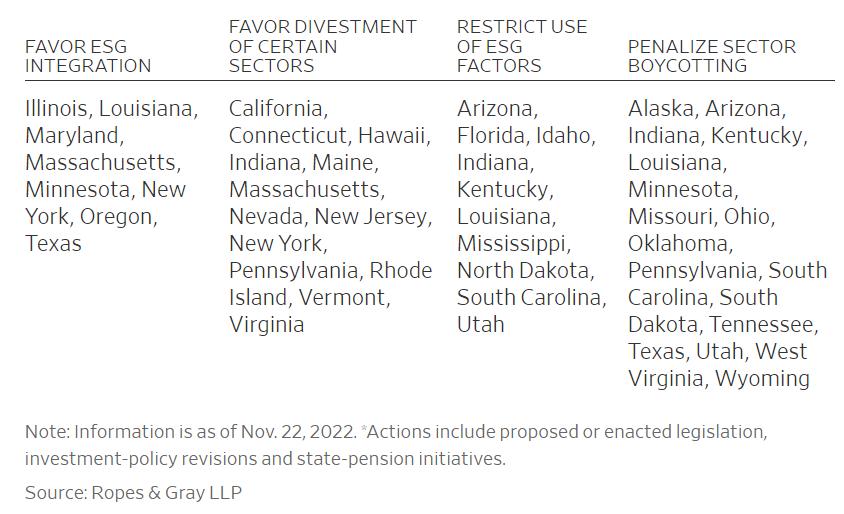 FAVOR ESG
INTEGRATION
Illinois, Louisiana,
Maryland,
Massachusetts,
Minnesota, New
York, Oregon,
Texas
FAVOR DIVESTMENT
OF CERTAIN
SECTORS
California,
Connecticut, Hawaii,
Indiana, Maine,
Massachusetts,
Nevada, New Jersey,
New York,
Pennsylvania, Rhode
Island, Vermont,
Virginia
RESTRICT USE
OF ESG
FACTORS
Arizona,
Florida, Idaho,
Indiana,
Kentucky,
Louisiana,
Mississippi,
North Dakota,
South Carolina,
Utah
PENALIZE SECTOR
BOYCOTTING
Alaska, Arizona,
Indiana, Kentucky,
Louisiana,
Minnesota,
Missouri, Ohio,
Oklahoma,
Pennsylvania, South
Carolina, South
Dakota, Tennessee,
Texas, Utah, West
Virginia, Wyoming
Note: Information is as of Nov. 22, 2022. *Actions include proposed or enacted legislation,
investment-policy revisions and state-pension initiatives.
Source: Ropes & Gray LLP